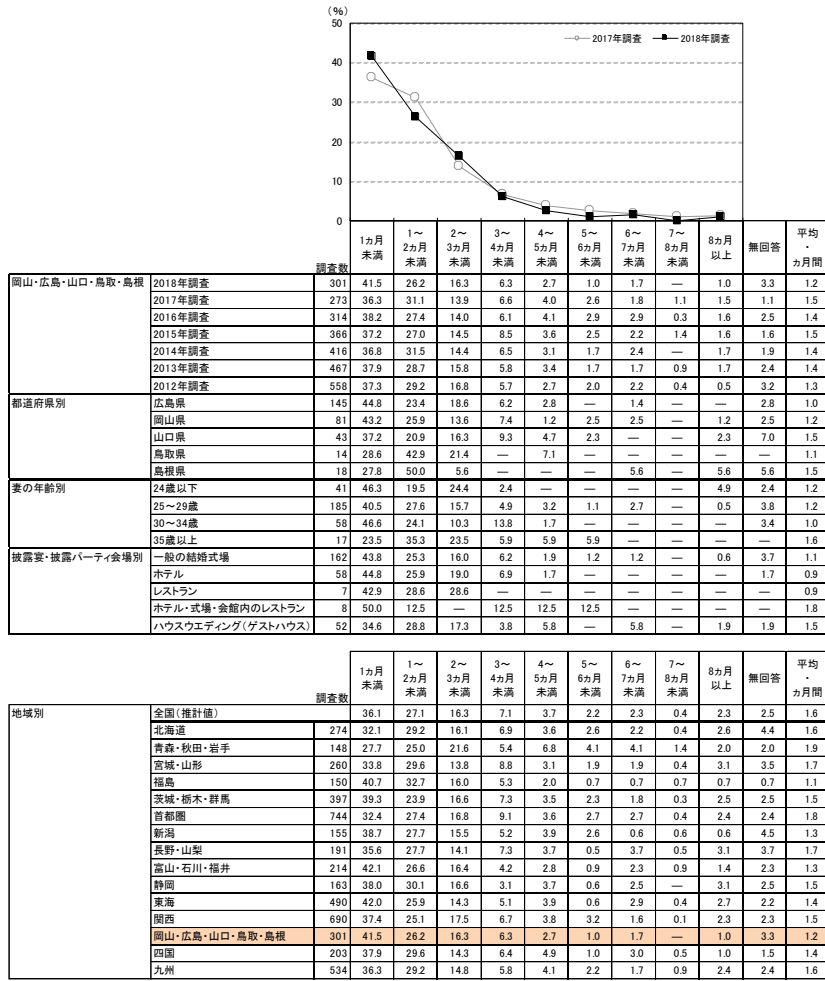 (%)
50
40
30
20
10
0
2017年調査 2018年調査
調査数 1ヵ月未満 1～2ヵ月未満 2～3ヵ月未満 3～4ヵ月未満 4～5ヵ月未満 5～6ヵ月未満 6～7ヵ月未満 7～8ヵ月未満 8ヵ月以上 無回答 平均・ヵ月間
岡山・広島・山口・鳥取・島根 2018年調査 301 41.5 26.2 16.3 6.3 2.7 1.0 1.7 — 1.0 3.3 1.2
2017年調査 273 36.3 31.1 13.9 6.6 4.0 2.6 1.8 1.1 1.5 1.1 1.5
2016年調査 314 38.2 27.4 14.0 6.1 4.1 2.9 2.9 0.3 1.6 2.5 1.4
2015年調査 366 37.2 27.0 14.5 8.5 3.6 2.5 2.2 1.4 1.6 1.6 1.5
2014年調査 416 36.8 31.5 14.4 6.5 3.1 1.7 2.4 — 1.7 1.9 1.4
2013年調査 467 37.9 28.7 15.8 5.8 3.4 1.7 1.7 0.9 1.7 2.4 1.4
2012年調査 558 37.3 29.2 16.8 5.7 2.7 2.0 2.2 0.4 0.5 3.2 1.3
都道府県別 広島県 145 44.8 23.4 18.6 6.2 2.8 — 1.4 — — 2.8 1.0
岡山県 81 43.2 25.9 13.6 7.4 1.2 2.5 2.5 — 1.2 2.5 1.2
山口県 43 37.2 20.9 16.3 9.3 4.7 2.3 — — 2.3 7.0 1.5
鳥取県 14 28.6 42.9 21.4 — 7.1 — — — — — 1.1
島根県 18 27.8 50.0 5.6 — — — 5.6 — 5.6 5.6 1.5
妻の年齢別 24歳以下 41 46.3 19.5 24.4 2.4 — — — — 4.9 2.4 1.2
25～29歳 185 40.5 27.6 15.7 4.9 3.2 1.1 2.7 — 0.5 3.8 1.2
30～34歳 58 46.6 24.1 10.3 13.8 1.7 — — — — 3.4 1.0
35歳以上 17 23.5 35.3 23.5 5.9 5.9 5.9 — — — — 1.6
披露宴・披露パーティ会場別 一般の結婚式場 162 43.8 25.3 16.0 6.2 1.9 1.2 1.2 — 0.6 3.7 1.1
ホテル 58 44.8 25.9 19.0 6.9 1.7 — — — — 1.7 0.9
レストラン 7 42.9 28.6 28.6 — — — — — — — 0.9
ホテル・式場・会館内のレストラン 8 50.0 12.5 — 12.5 12.5 12.5 — — — — 1.8
ハウスウエディング(ゲストハウス) 52 34.6 28.8 17.3 3.8 5.8 — 5.8 — 1.9 1.9 1.5
調査数 1ヵ月未満 1～2ヵ月未満 2～3ヵ月未満 3～4ヵ月未満 4～5ヵ月未満 5～6ヵ月未満 6～7ヵ月未満 7～8ヵ月未満 8ヵ月以上 無回答 平均・ヵ月間
地域別 全国(推計値) 36.1 27.1 16.3 7.1 3.7 2.2 2.3 0.4 2.3 2.5 1.6
北海道 274 32.1 29.2 16.1 6.9 3.6 2.6 2.2 0.4 2.6 4.4 1.6
青森・秋田・岩手 148 27.7 25.0 21.6 5.4 6.8 4.1 4.1 1.4 2.0 2.0 1.9
宮城・山形 260 33.8 29.6 13.8 8.8 3.1 1.9 1.9 0.4 3.1 3.5 1.7
福島 150 40.7 32.7 16.0 5.3 2.0 0.7 0.7 0.7 0.7 0.7 1.1
茨城・栃木・群馬 397 39.3 23.9 16.6 7.3 3.5 2.3 1.8 0.3 2.5 2.5 1.5
首都圏 744 32.4 27.4 16.8 9.1 3.6 2.7 2.7 0.4 2.4 2.4 1.8
新潟 155 38.7 27.7 15.5 5.2 3.9 2.6 0.6 0.6 0.6 4.5 1.3
長野・山梨 191 35.6 27.7 14.1 7.3 3.7 0.5 3.7 0.5 3.1 3.7 1.7
富山・石川・福井 214 42.1 26.6 16.4 4.2 2.8 0.9 2.3 0.9 1.4 2.3 1.3
静岡 163 38.0 30.1 16.6 3.1 3.7 0.6 2.5 — 3.1 2.5 1.5
東海 490 42.0 25.9 14.3 5.1 3.9 0.6 2.9 0.4 2.7 2.2 1.4
関西 690 37.4 25.1 17.5 6.7 3.8 3.2 1.6 0.1 2.3 2.3 1.5
岡山・広島・山口・鳥取・島根 301 41.5 26.2 16.3 6.3 2.7 1.0 1.7 — 1.0 3.3 1.2
四国 203 37.9 29.6 14.3 6.4 4.9 1.0 3.0 0.5 1.0 1.5 1.4
九州 534 36.3 29.2 14.8 5.8 4.1 2.2 1.7 0.9 2.4 2.4 1.6